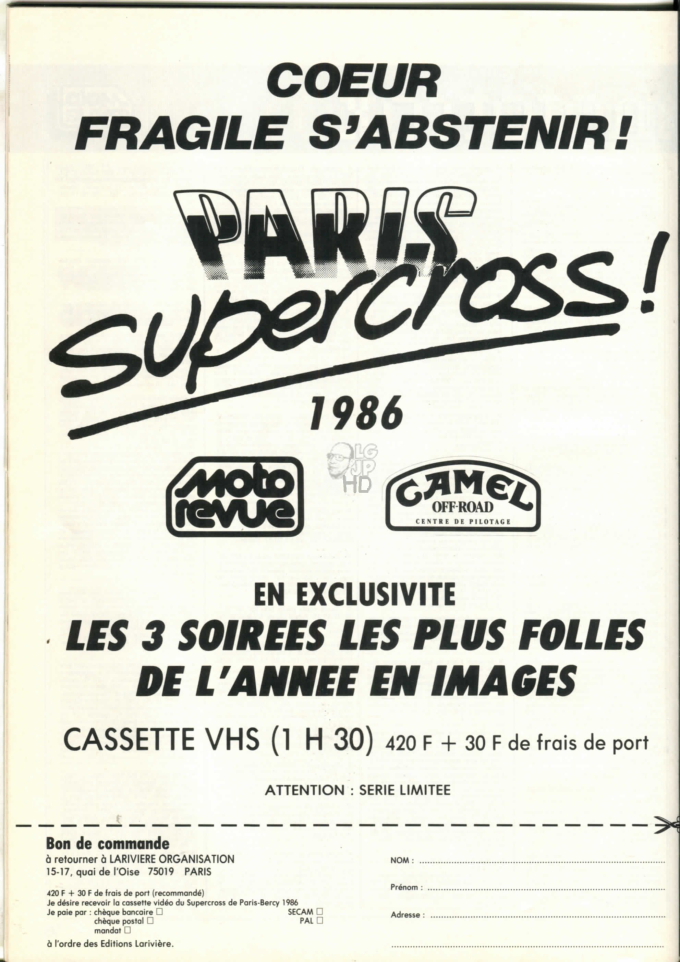 COEUR
FRAGILE S'ABSTENIR!
PARIS
supercross!
1986
moto
revue
LG
JP
HD
CAMEL
OFF-ROAD
CENTRE DE PILOTAGE
EN EXCLUSIVITE
LES 3 SOIREES LES PLUS FOLLES
DE L'ANNEE EN IMAGES
CASSETTE VHS (1 H 30) 420 F + 30 F de frais de port
ATTENTION : SERIE LIMITEE
Bon de commande
à retourner à LARIVIERE ORGANISATION
15-17, quai de l'Oise 75019 PARIS
420 F + 30 F de frais de port (recommandé)
Je désire recevoir la cassette vidéo du Supercross de Paris-Bercy 1986
Je paie par : chèque bancaire □ SECAM □
chèque postal □ PAL □
mandat □
à l'ordre des Editions Larivière.
NOM :
Prénom :
Adresse :